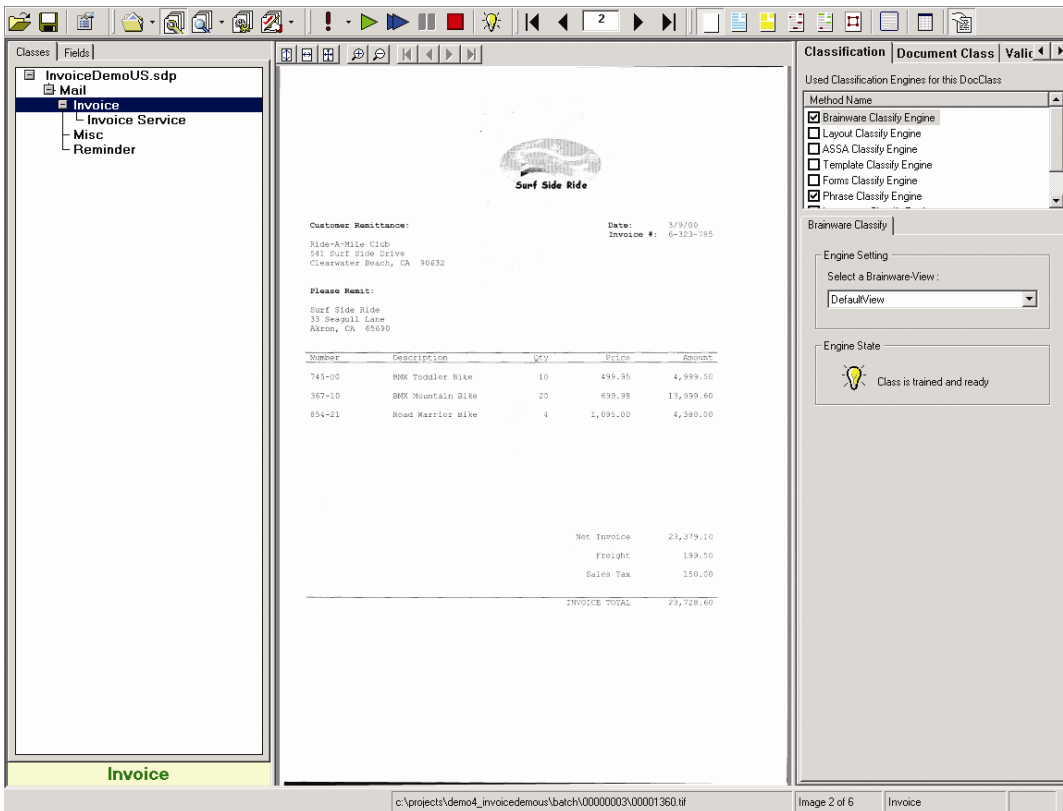 2
Classes Fields
InvoiceDemoUS.sdp
Mail
Invoice
Invoice Service
Misc
Reminder
Invoice
Surf Side Ride
Customer Remittance: Date: 3/9/00
Invoice #: 6-323-785
Ride-A-Mile Club
541 Surf Side Drive
Clearwater Beach, CA 90632
Please Remit:
Surf Side Ride
33 Seagull Lane
Akron, CA 65690
Number Description Qty Price Amount
745-00 BMX Toddler Bike 10 499.95 4,999.50
367-10 BMX Mountain Bike 20 699.98 13,999.60
854-21 Road Warrior Bike 4 1,095.00 4,380.00
Net Invoice 23,379.10
Freight 199.50
Sales Tax 150.00
INVOICE TOTAL 23,728.60
Classification Document Class Valic
Used Classification Engines for this DocClass
Method Name
Brainware Classify Engine
Layout Classify Engine
ASSA Classify Engine
Template Classify Engine
Forms Classify Engine
Phrase Classify Engine
Brainware Classify
Engine Setting
Select a Brainware-View :
DefaultView
Engine State
Class is trained and ready
c:\projects\demo4_invoicedemous\batch\00000003\00001360.tif Image 2 of 6 Invoice